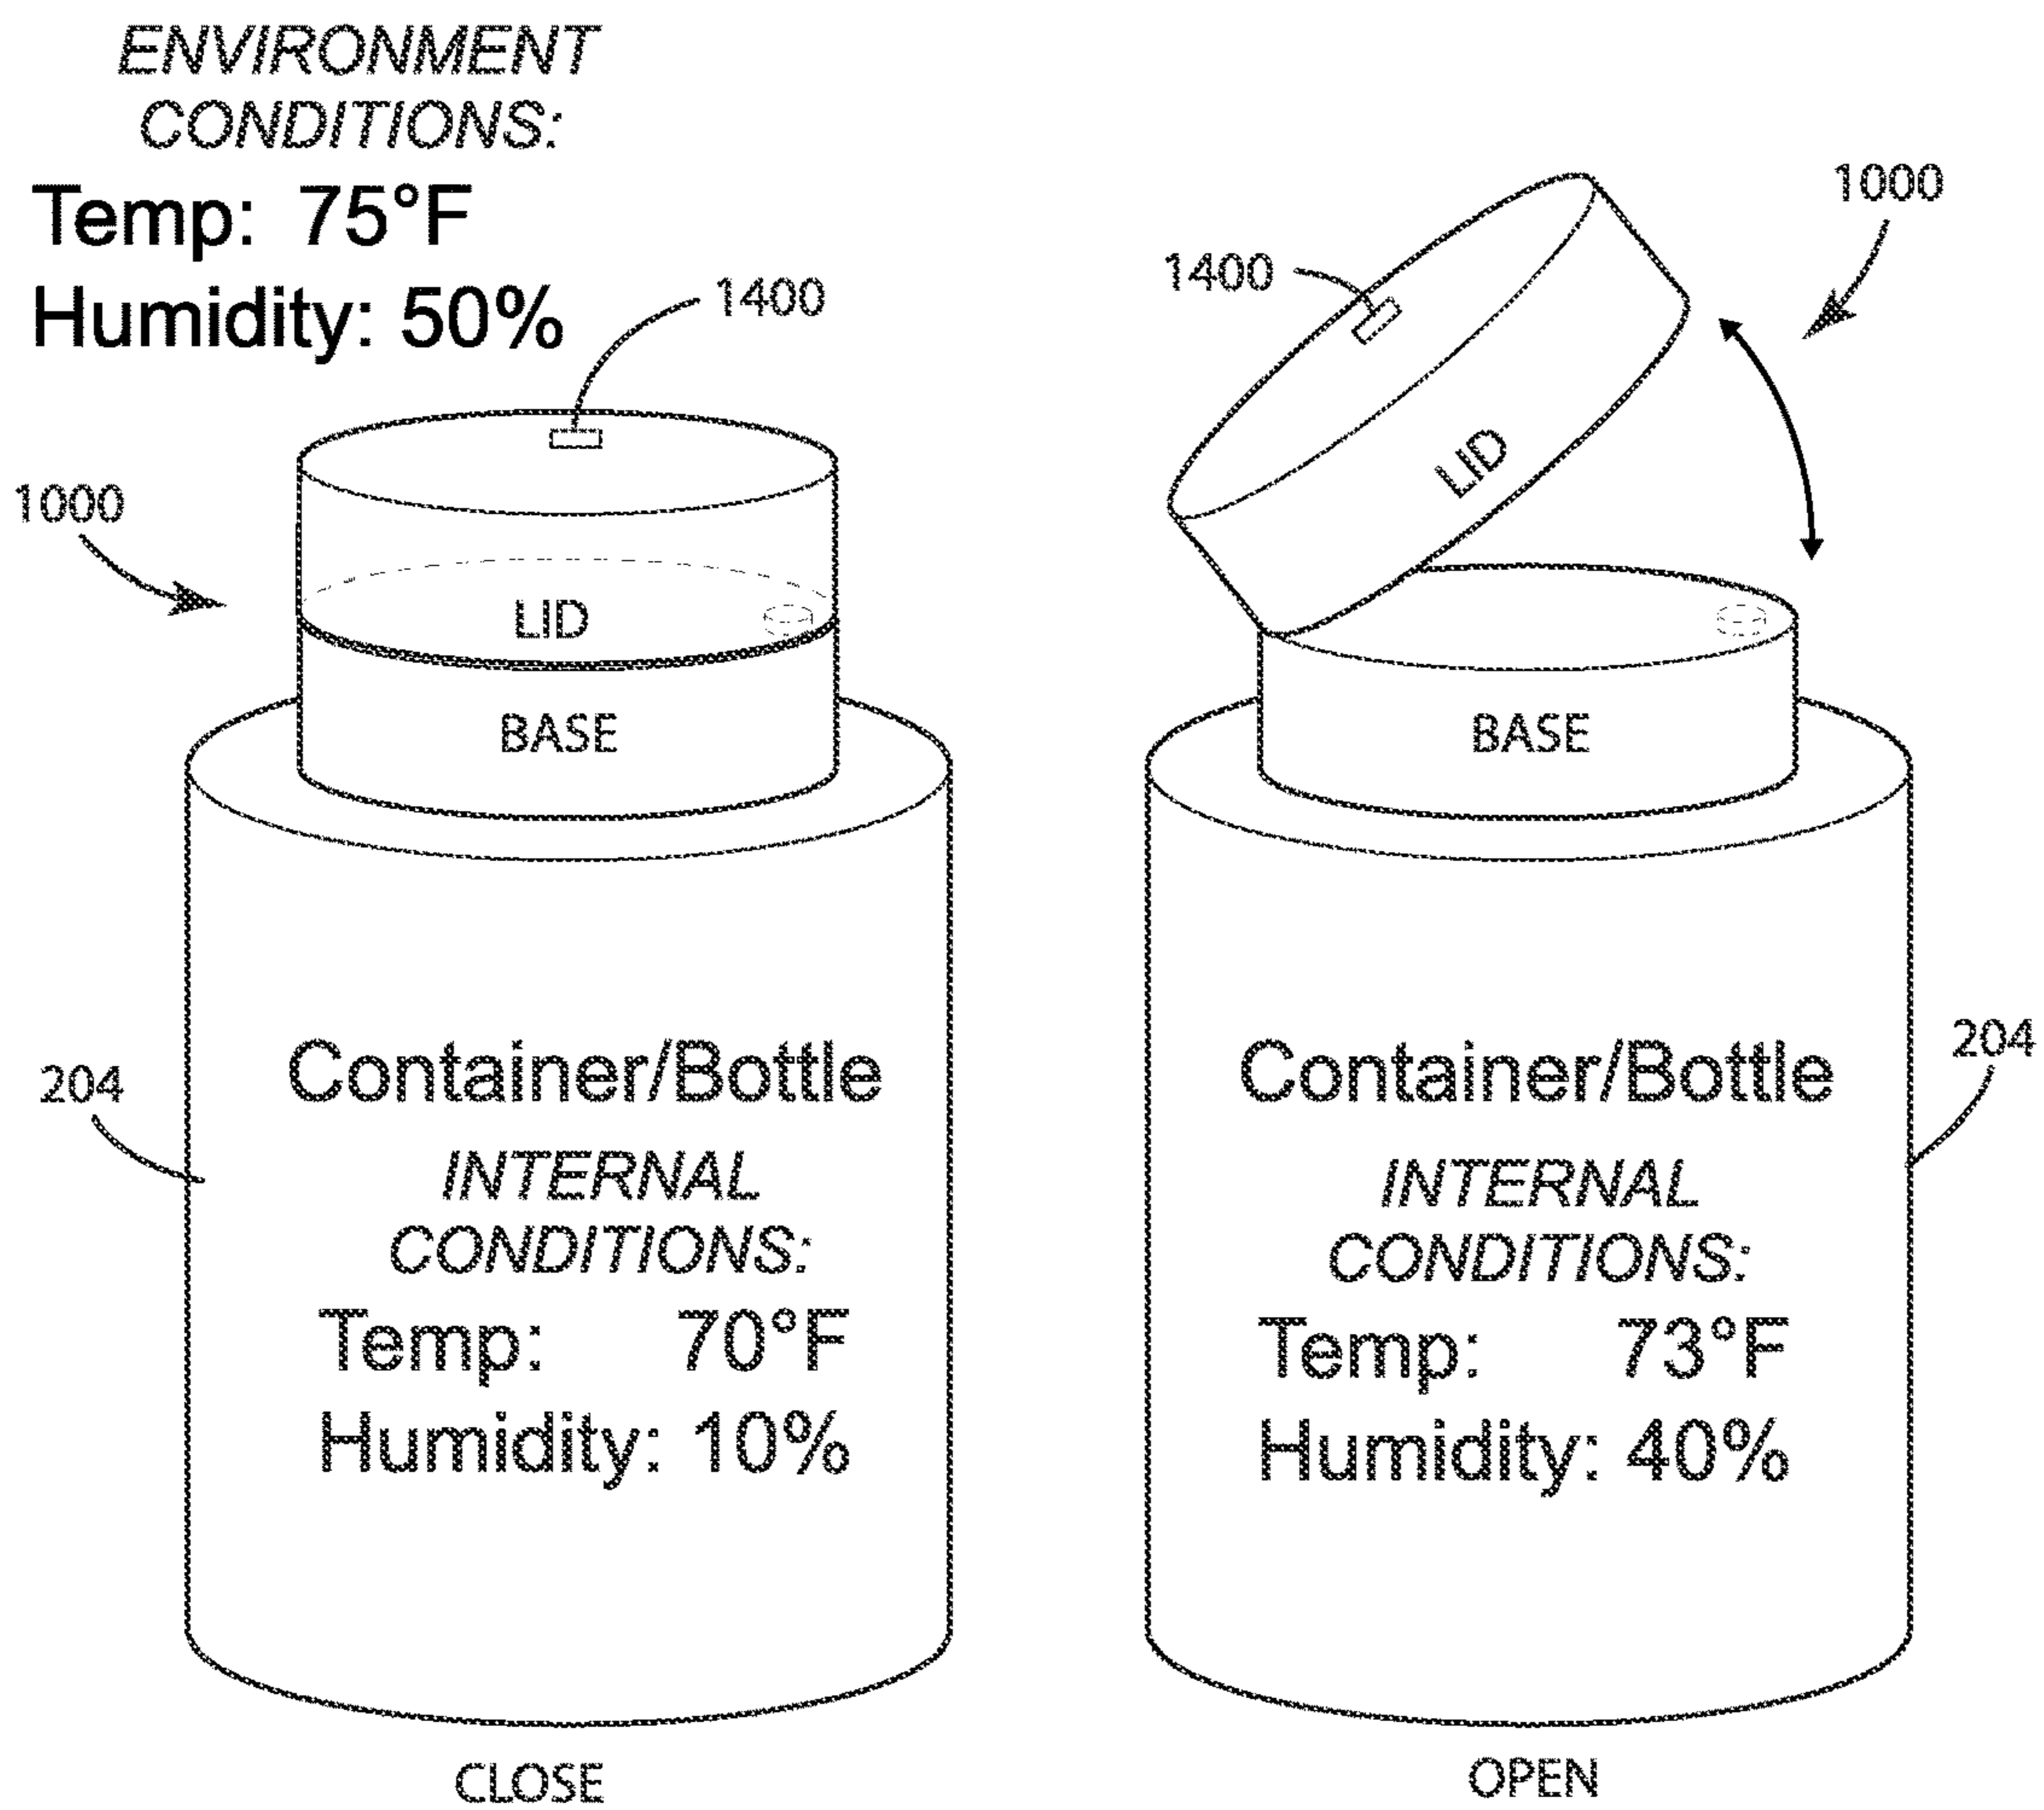 ENVIRONMENT
CONDITIONS:
Temp: 75°F
Humidity: 50%
1400
1000
LID
BASE
204
Container/Bottle
INTERNAL
CONDITIONS:
Temp: 70°F
Humidity: 10%
CLOSE
1000
1400
LID
BASE
204
Container/Bottle
INTERNAL
CONDITIONS:
Temp: 73°F
Humidity: 40%
OPEN